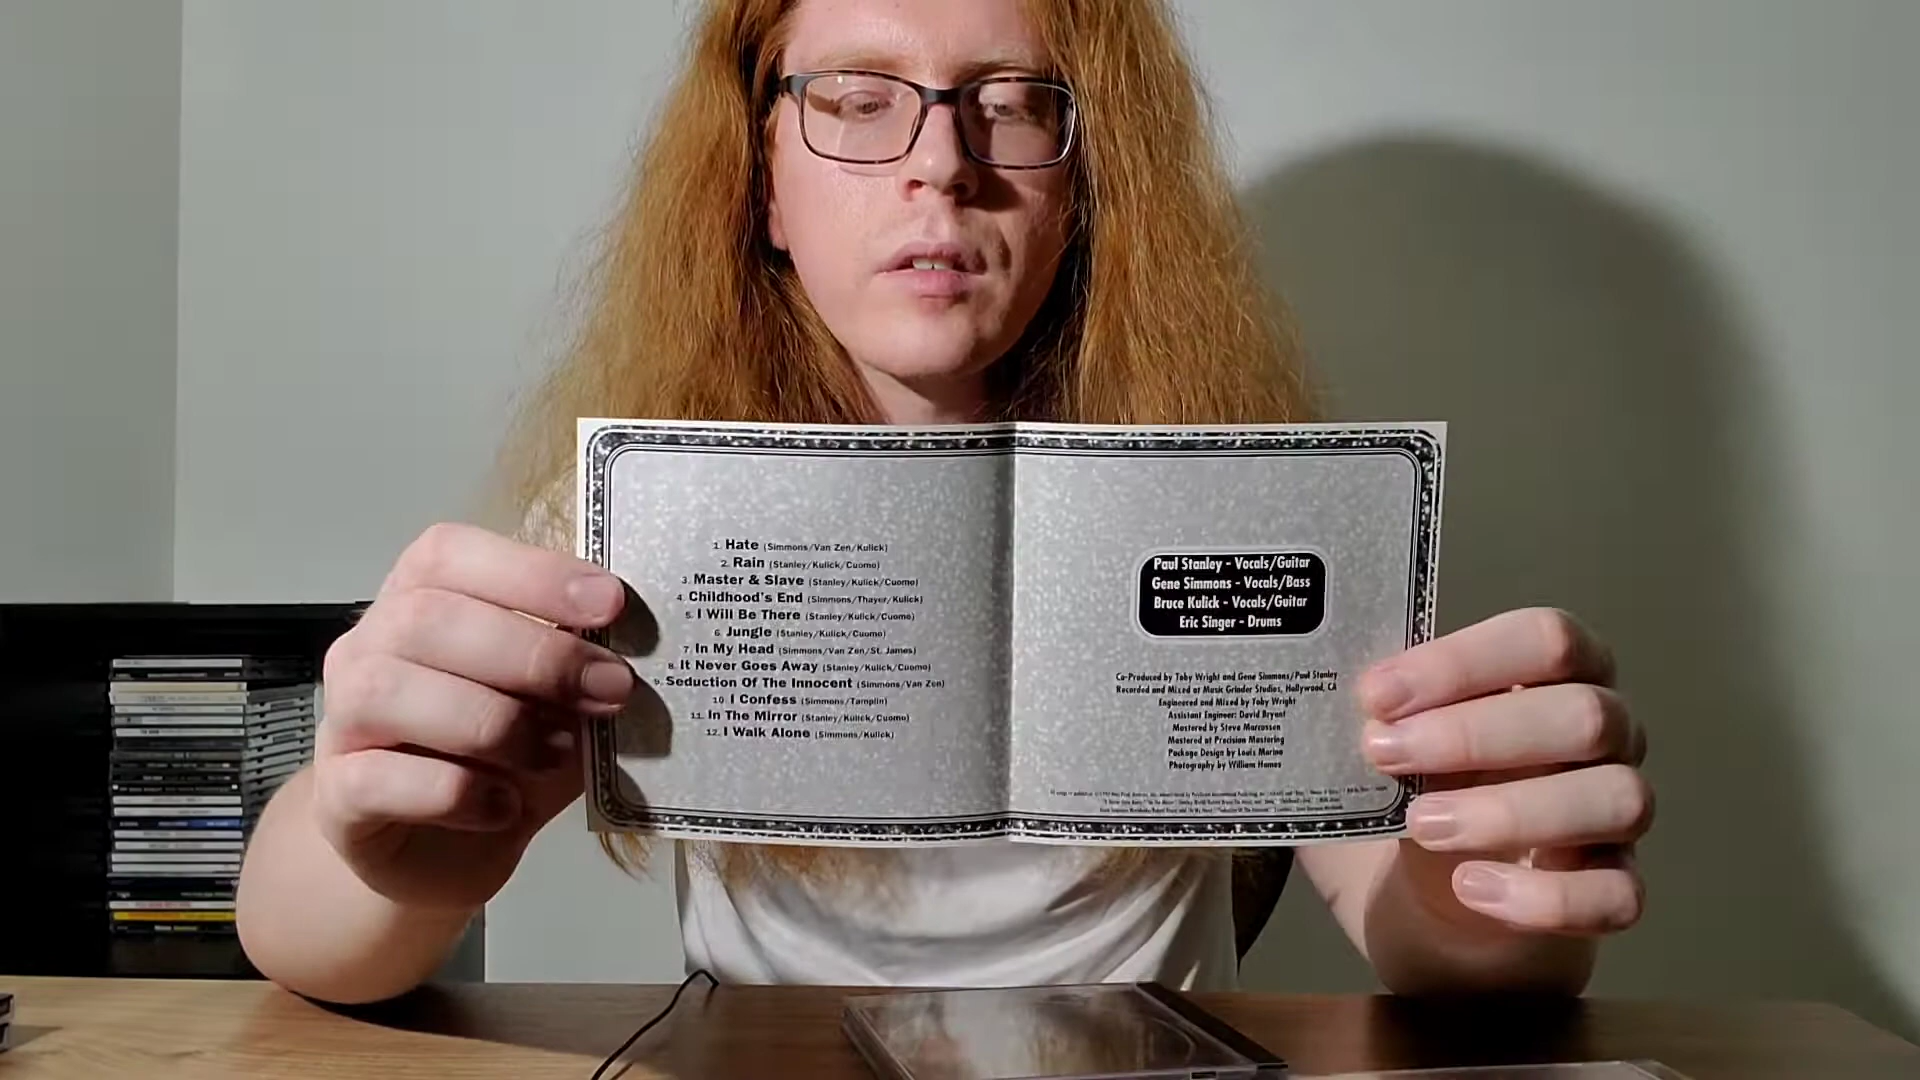 1. Hate (Simmons/Van Zen/Kulick)
2. Rain (Stanley/Kulick/Cuomo)
3. Master & Slave (Stanley/Kulick/Cuomo)
4. Childhood's End (Simmons/Thayer/Kulick)
5. I Will Be There (Stanley/Kulick/Cuomo)
6. Jungle (Stanley/Kulick/Cuomo)
7. In My Head (Simmons/Van Zen/St. James)
8. It Never Goes Away (Stanley/Kulick/Cuomo)
9. Seduction Of The Innocent (Simmons/Van Zen)
10. I Confess (Simmons/Tamplin)
11. In The Mirror (Stanley/Kulick/Cuomo)
12. I Walk Alone (Simmons/Kulick)
Paul Stanley - Vocals/Guitar
Gene Simmons - Vocals/Bass
Bruce Kulick - Vocals/Guitar
Eric Singer - Drums
Co-Produced by Toby Wright and Gene Simmons/Paul Stanley
Recorded and Mixed at Music Grinder Studios, Hollywood, CA
Engineered and Mixed by Toby Wright
Assistant Engineer: David Bryant
Mastered by Steve Marcussen
Mastered at Precision Mastering
Package Design by Louis Marino
Photography by William Hames